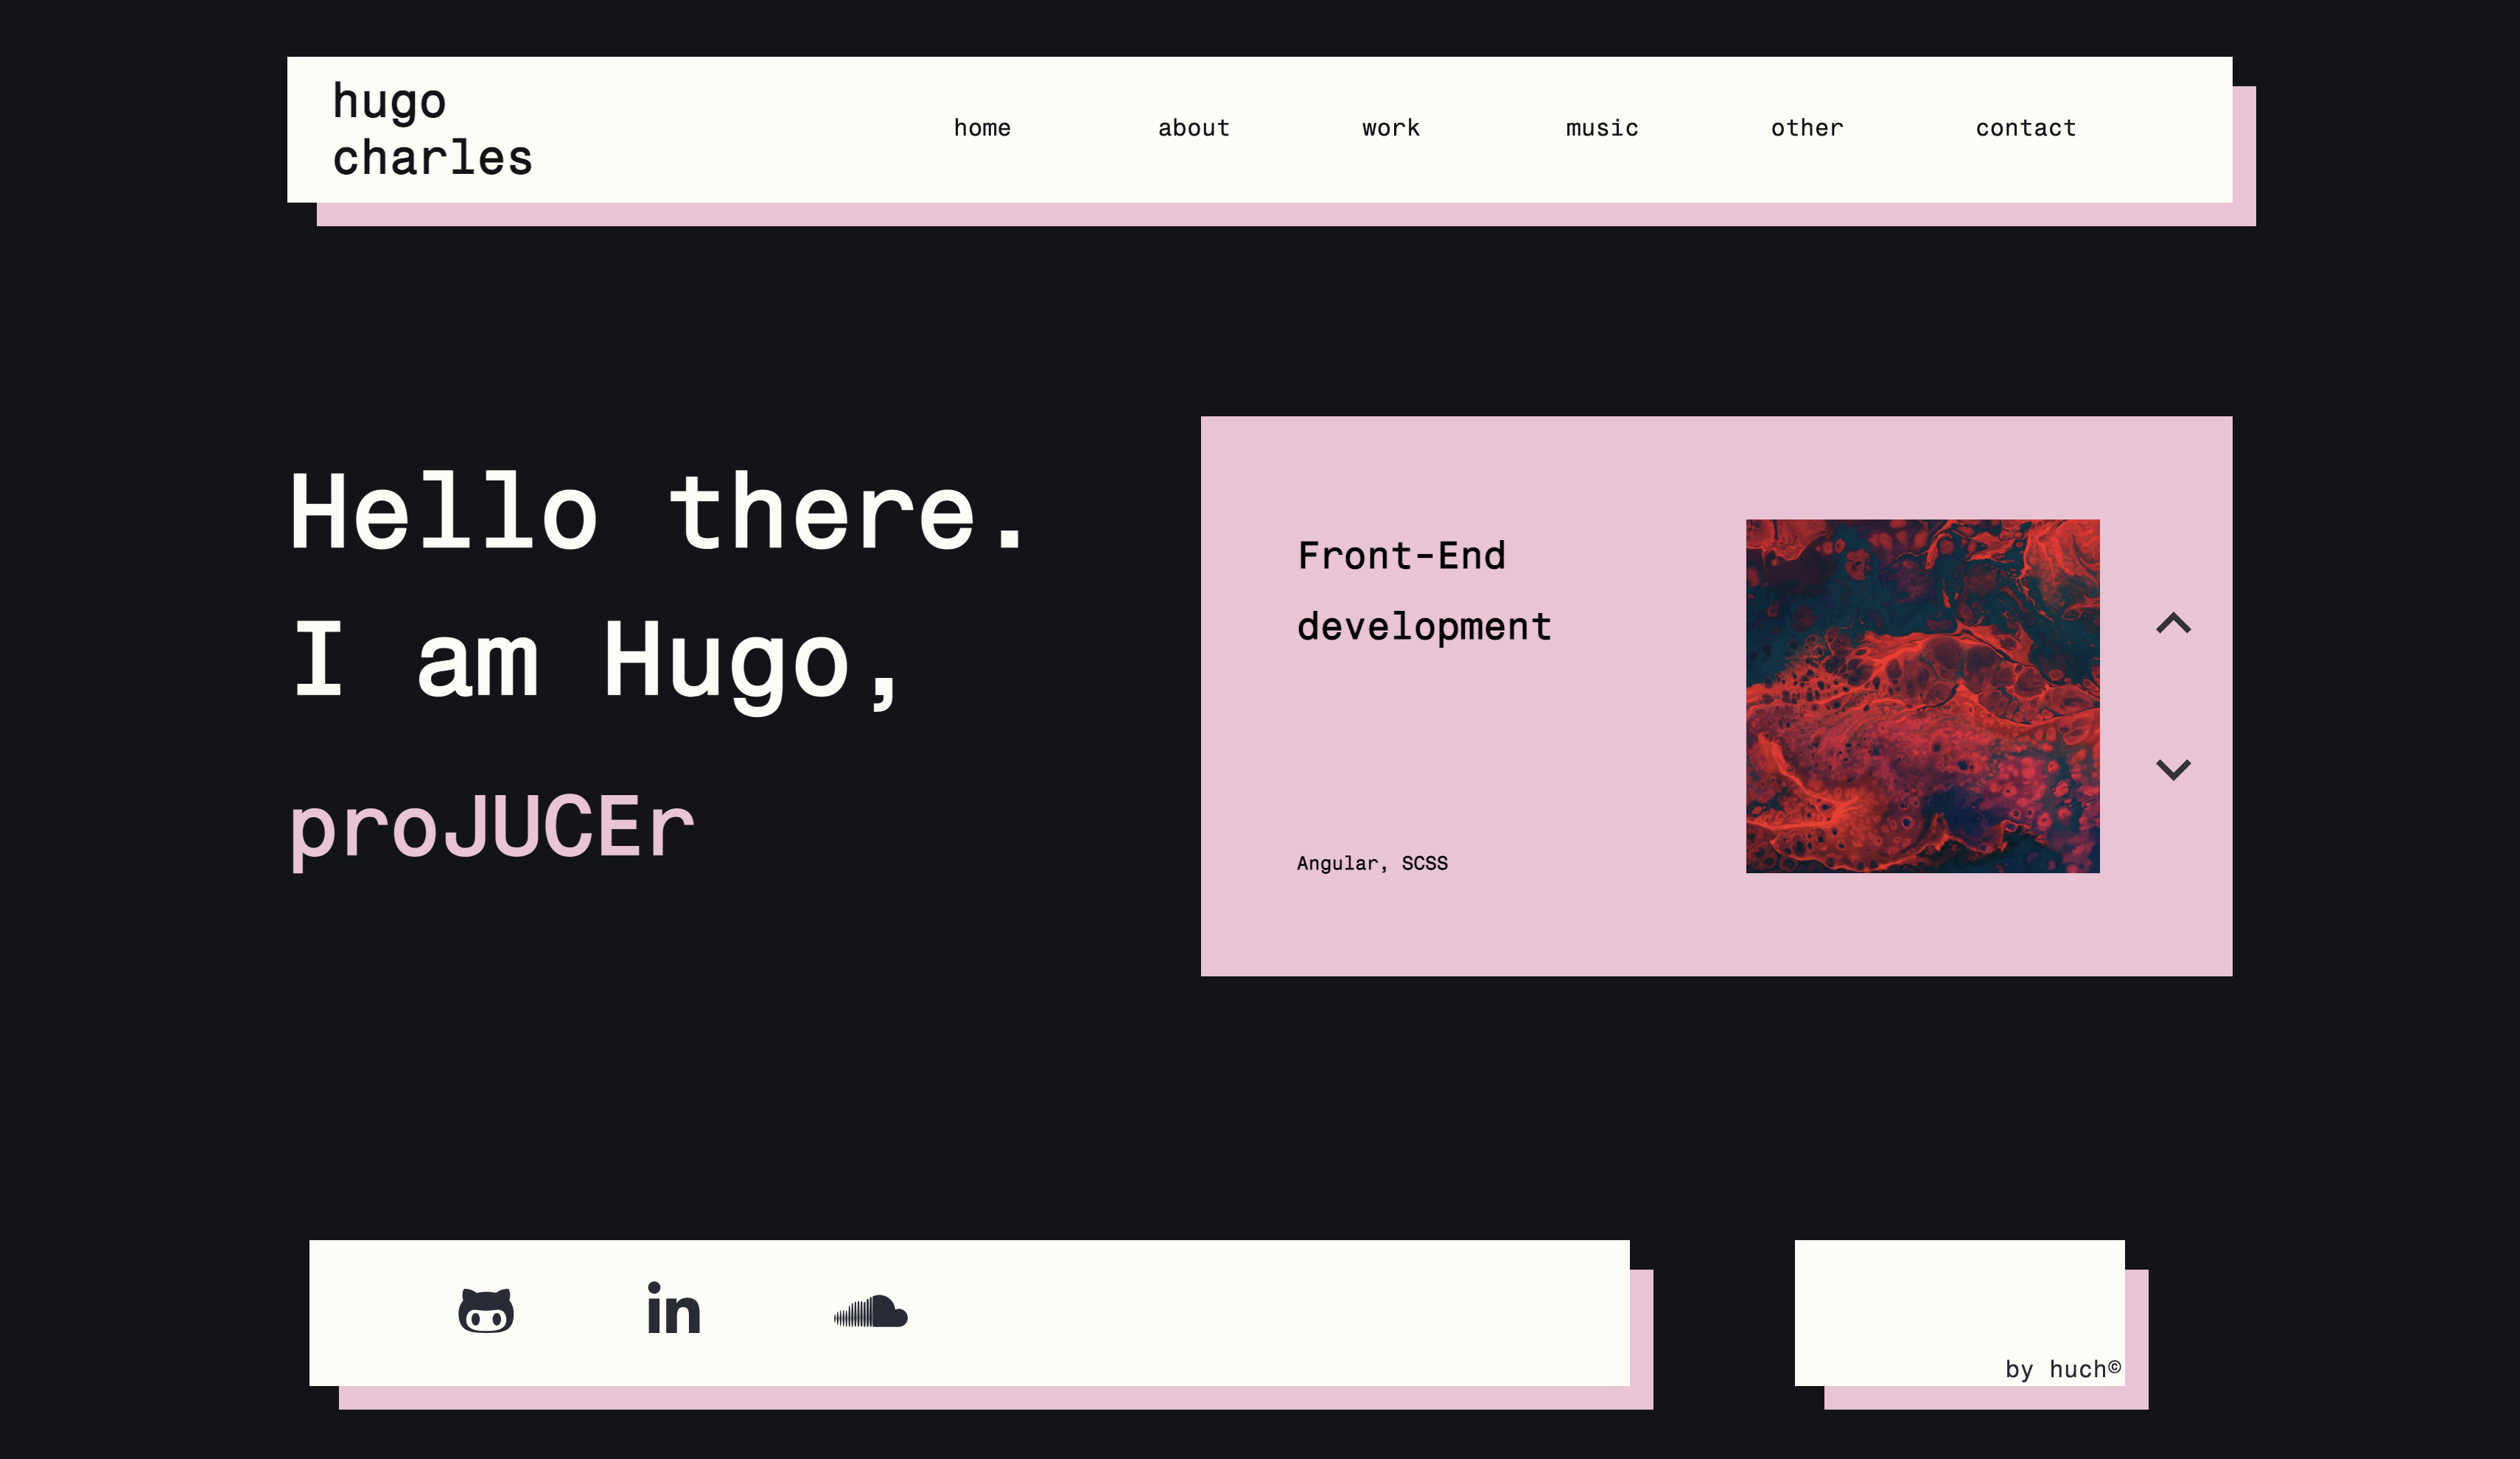 hugo
charles
home about work music other contact
Hello there.
I am Hugo,
proJUCEr
Front-End
development
Angular, SCSS
in
by huch©